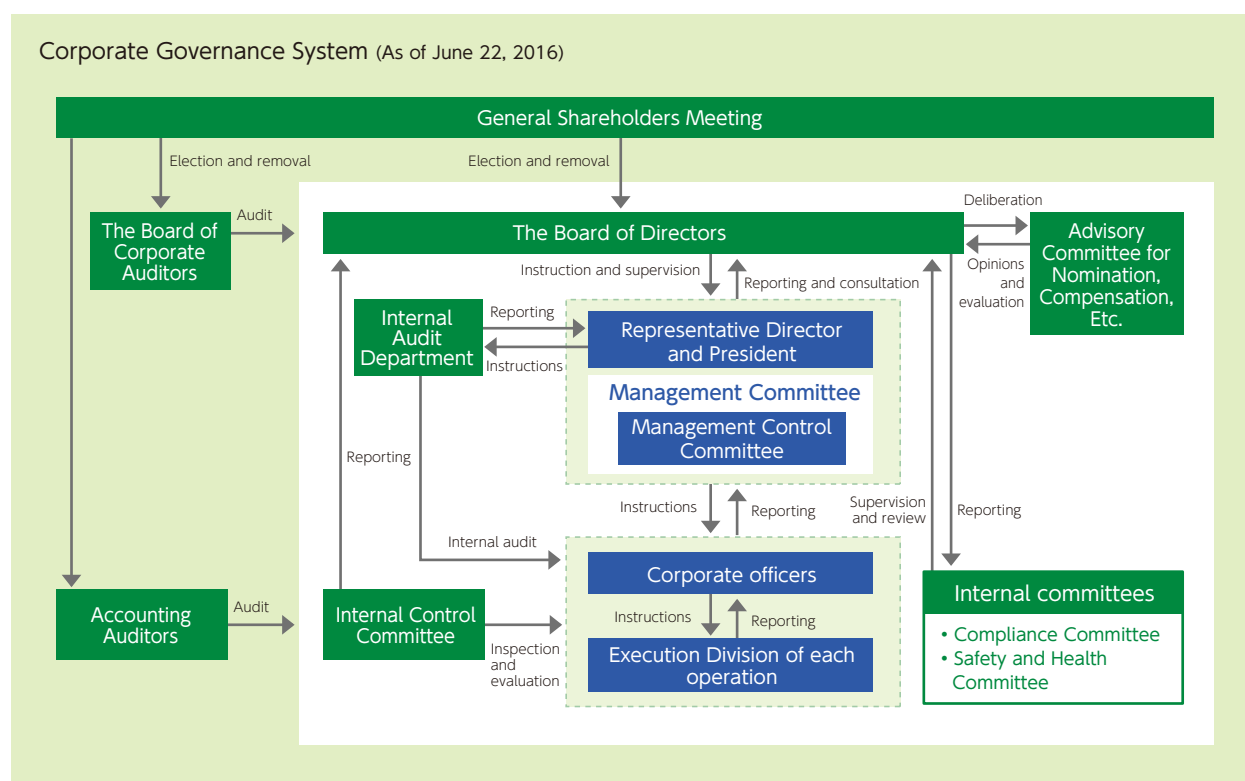 Corporate Governance System (As of June 22, 2016)
General Shareholders Meeting
Election and removal
Election and removal
The Board of
Corporate
Auditors
Audit
The Board of Directors
Deliberation
Opinions
and
evaluation
Advisory
Committee for
Nomination,
Compensation,
Etc.
Instruction and supervision
Reporting and consultation
Internal
Audit
Department
Reporting
Instructions
Representative Director
and President
Management Committee
Management Control
Committee
Reporting
Instructions
Reporting
Supervision
and review
Reporting
Internal audit
Corporate officers
Instructions
Reporting
Execution Division of each
operation
Accounting
Auditors
Audit
Internal Control
Committee
Inspection
and
evaluation
Internal committees
• Compliance Committee
• Safety and Health
Committee